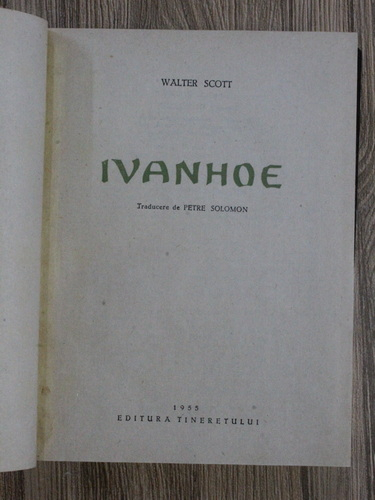 WALTER SCOTT
IVANHOE
Traducere de PETRE SOLOMON
1955
EDITURA TINERETULUI